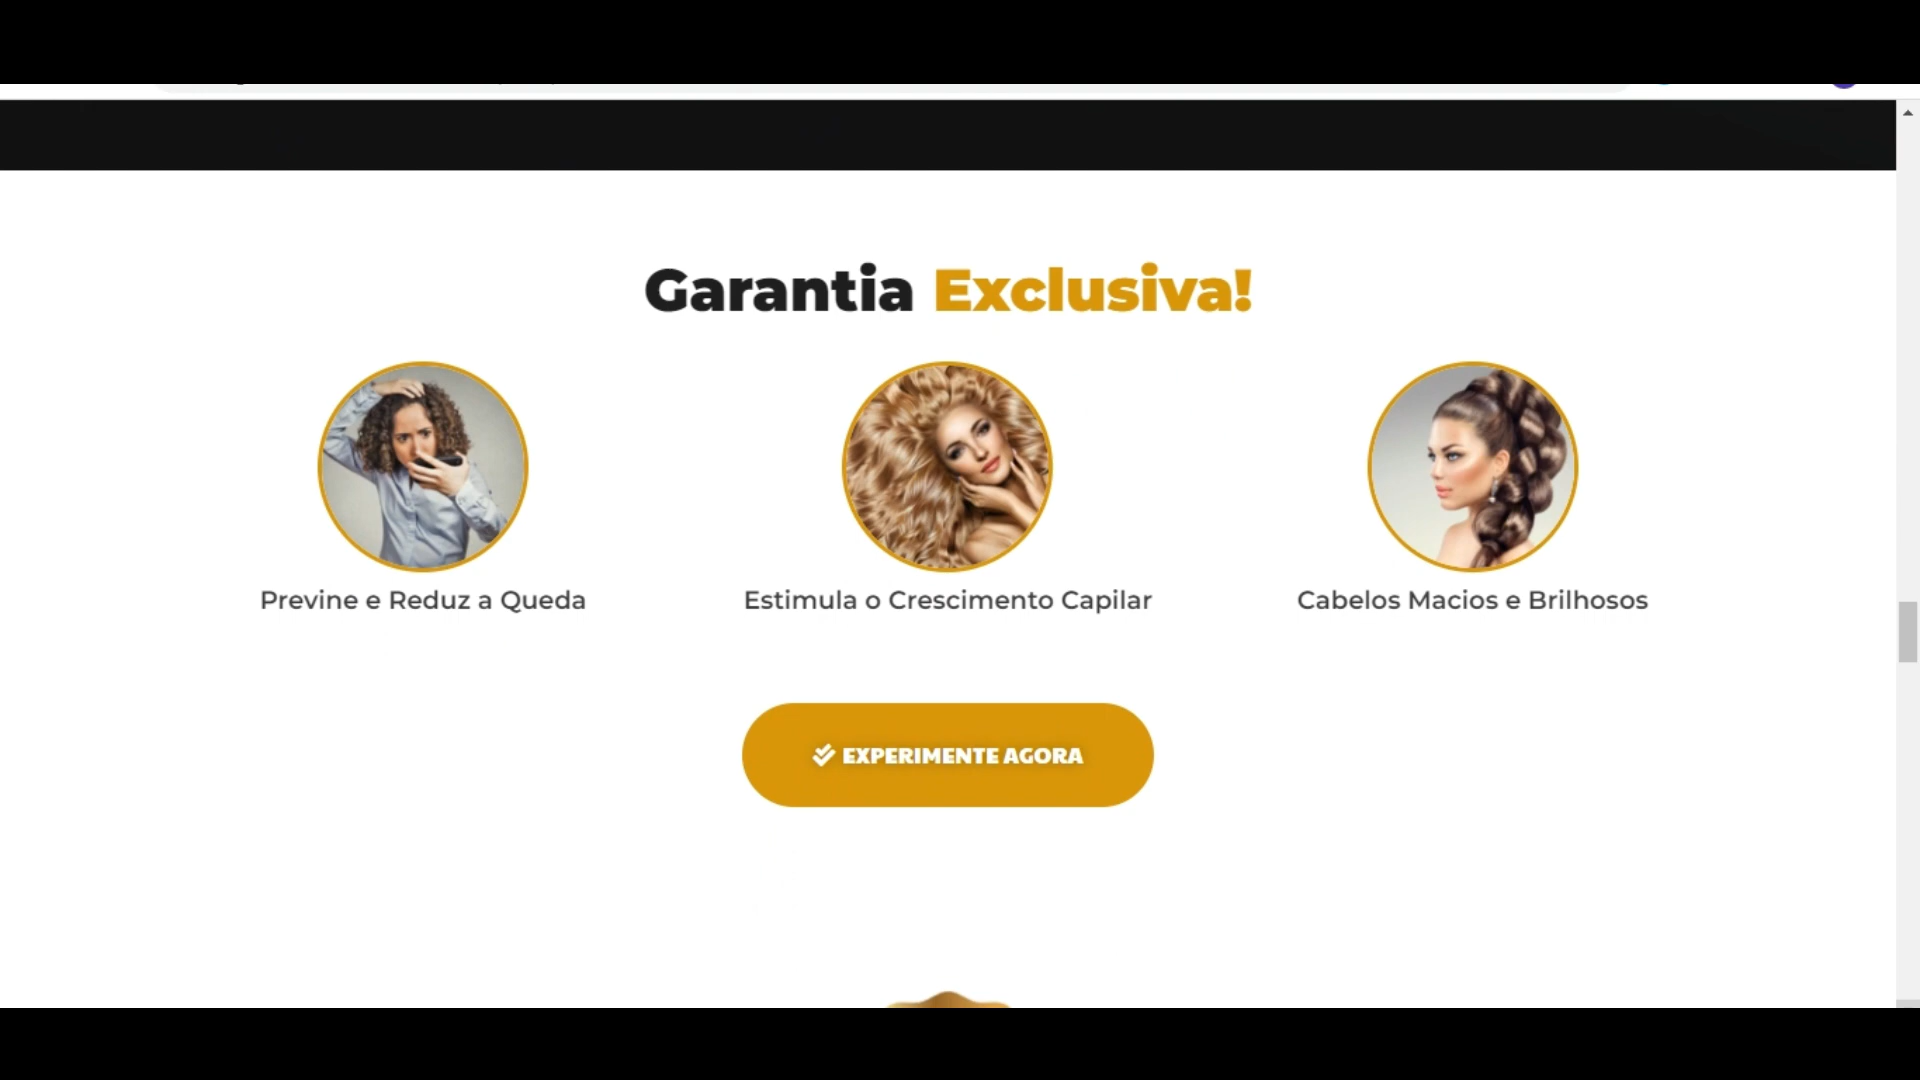 Garantia Exclusiva!
Previne e Reduz a Queda
Estimula o Crescimento Capilar
Cabelos Macios e Brilhosos
EXPERIMENTE AGORA